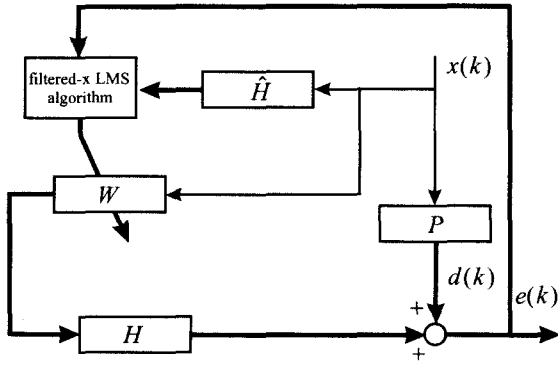 x(k)
filtered-x LMS
algorithm
Ĥ
W
P
d(k)
e(k)
+
H
+